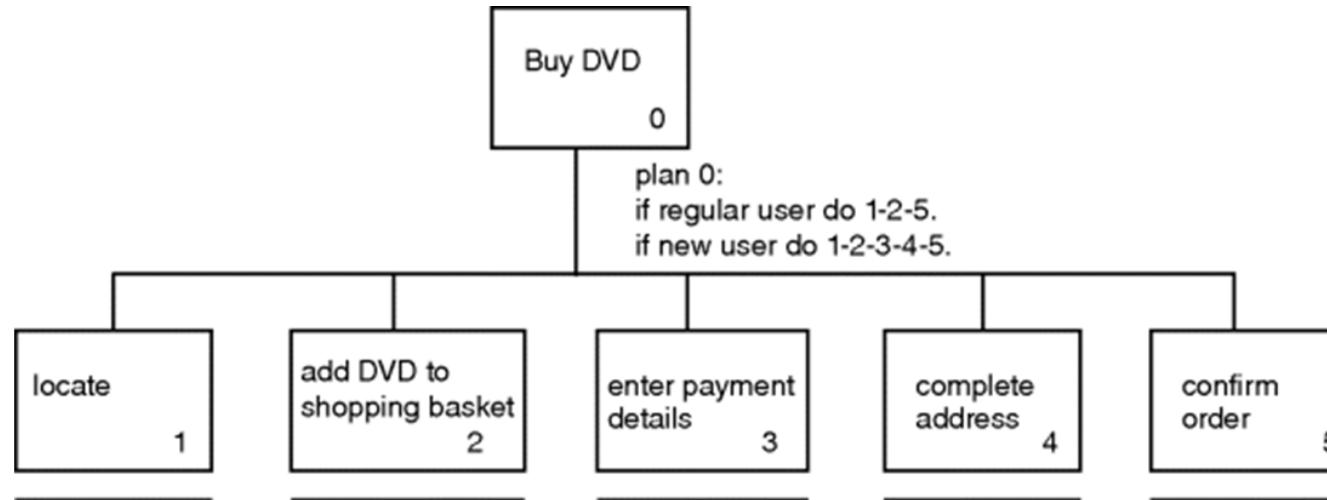 Buy DVD
0
plan 0:
if regular user do 1-2-5.
if new user do 1-2-3-4-5.
locate
1
add DVD to
shopping basket
2
enter payment
details
3
complete
address
4
confirm
order
5